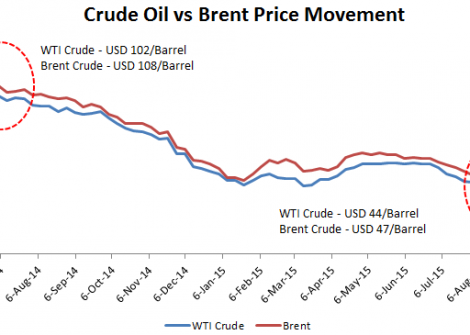 Crude Oil vs Brent Price Movement
WTI Crude - USD 102/Barrel
Brent Crude - USD 108/Barrel
WTI Crude - USD 44/Barrel
Brent Crude - USD 47/Barrel
4
6-Aug-14
6-Sep-14
6-Oct-14
6-Nov-14
6-Dec-14
6-Jan-15
6-Feb-15
6-Mar-15
6-Apr-15
6-May-15
6-Jun-15
6-Jul-15
6-Aug
WTI Crude
Brent